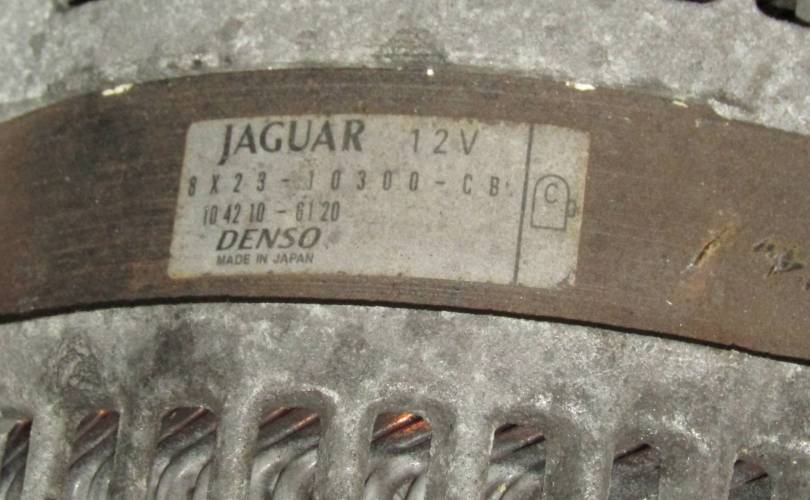 JAGUAR 12V
8X23-10300-CB
104210-6120
DENSO
MADE IN JAPAN
C